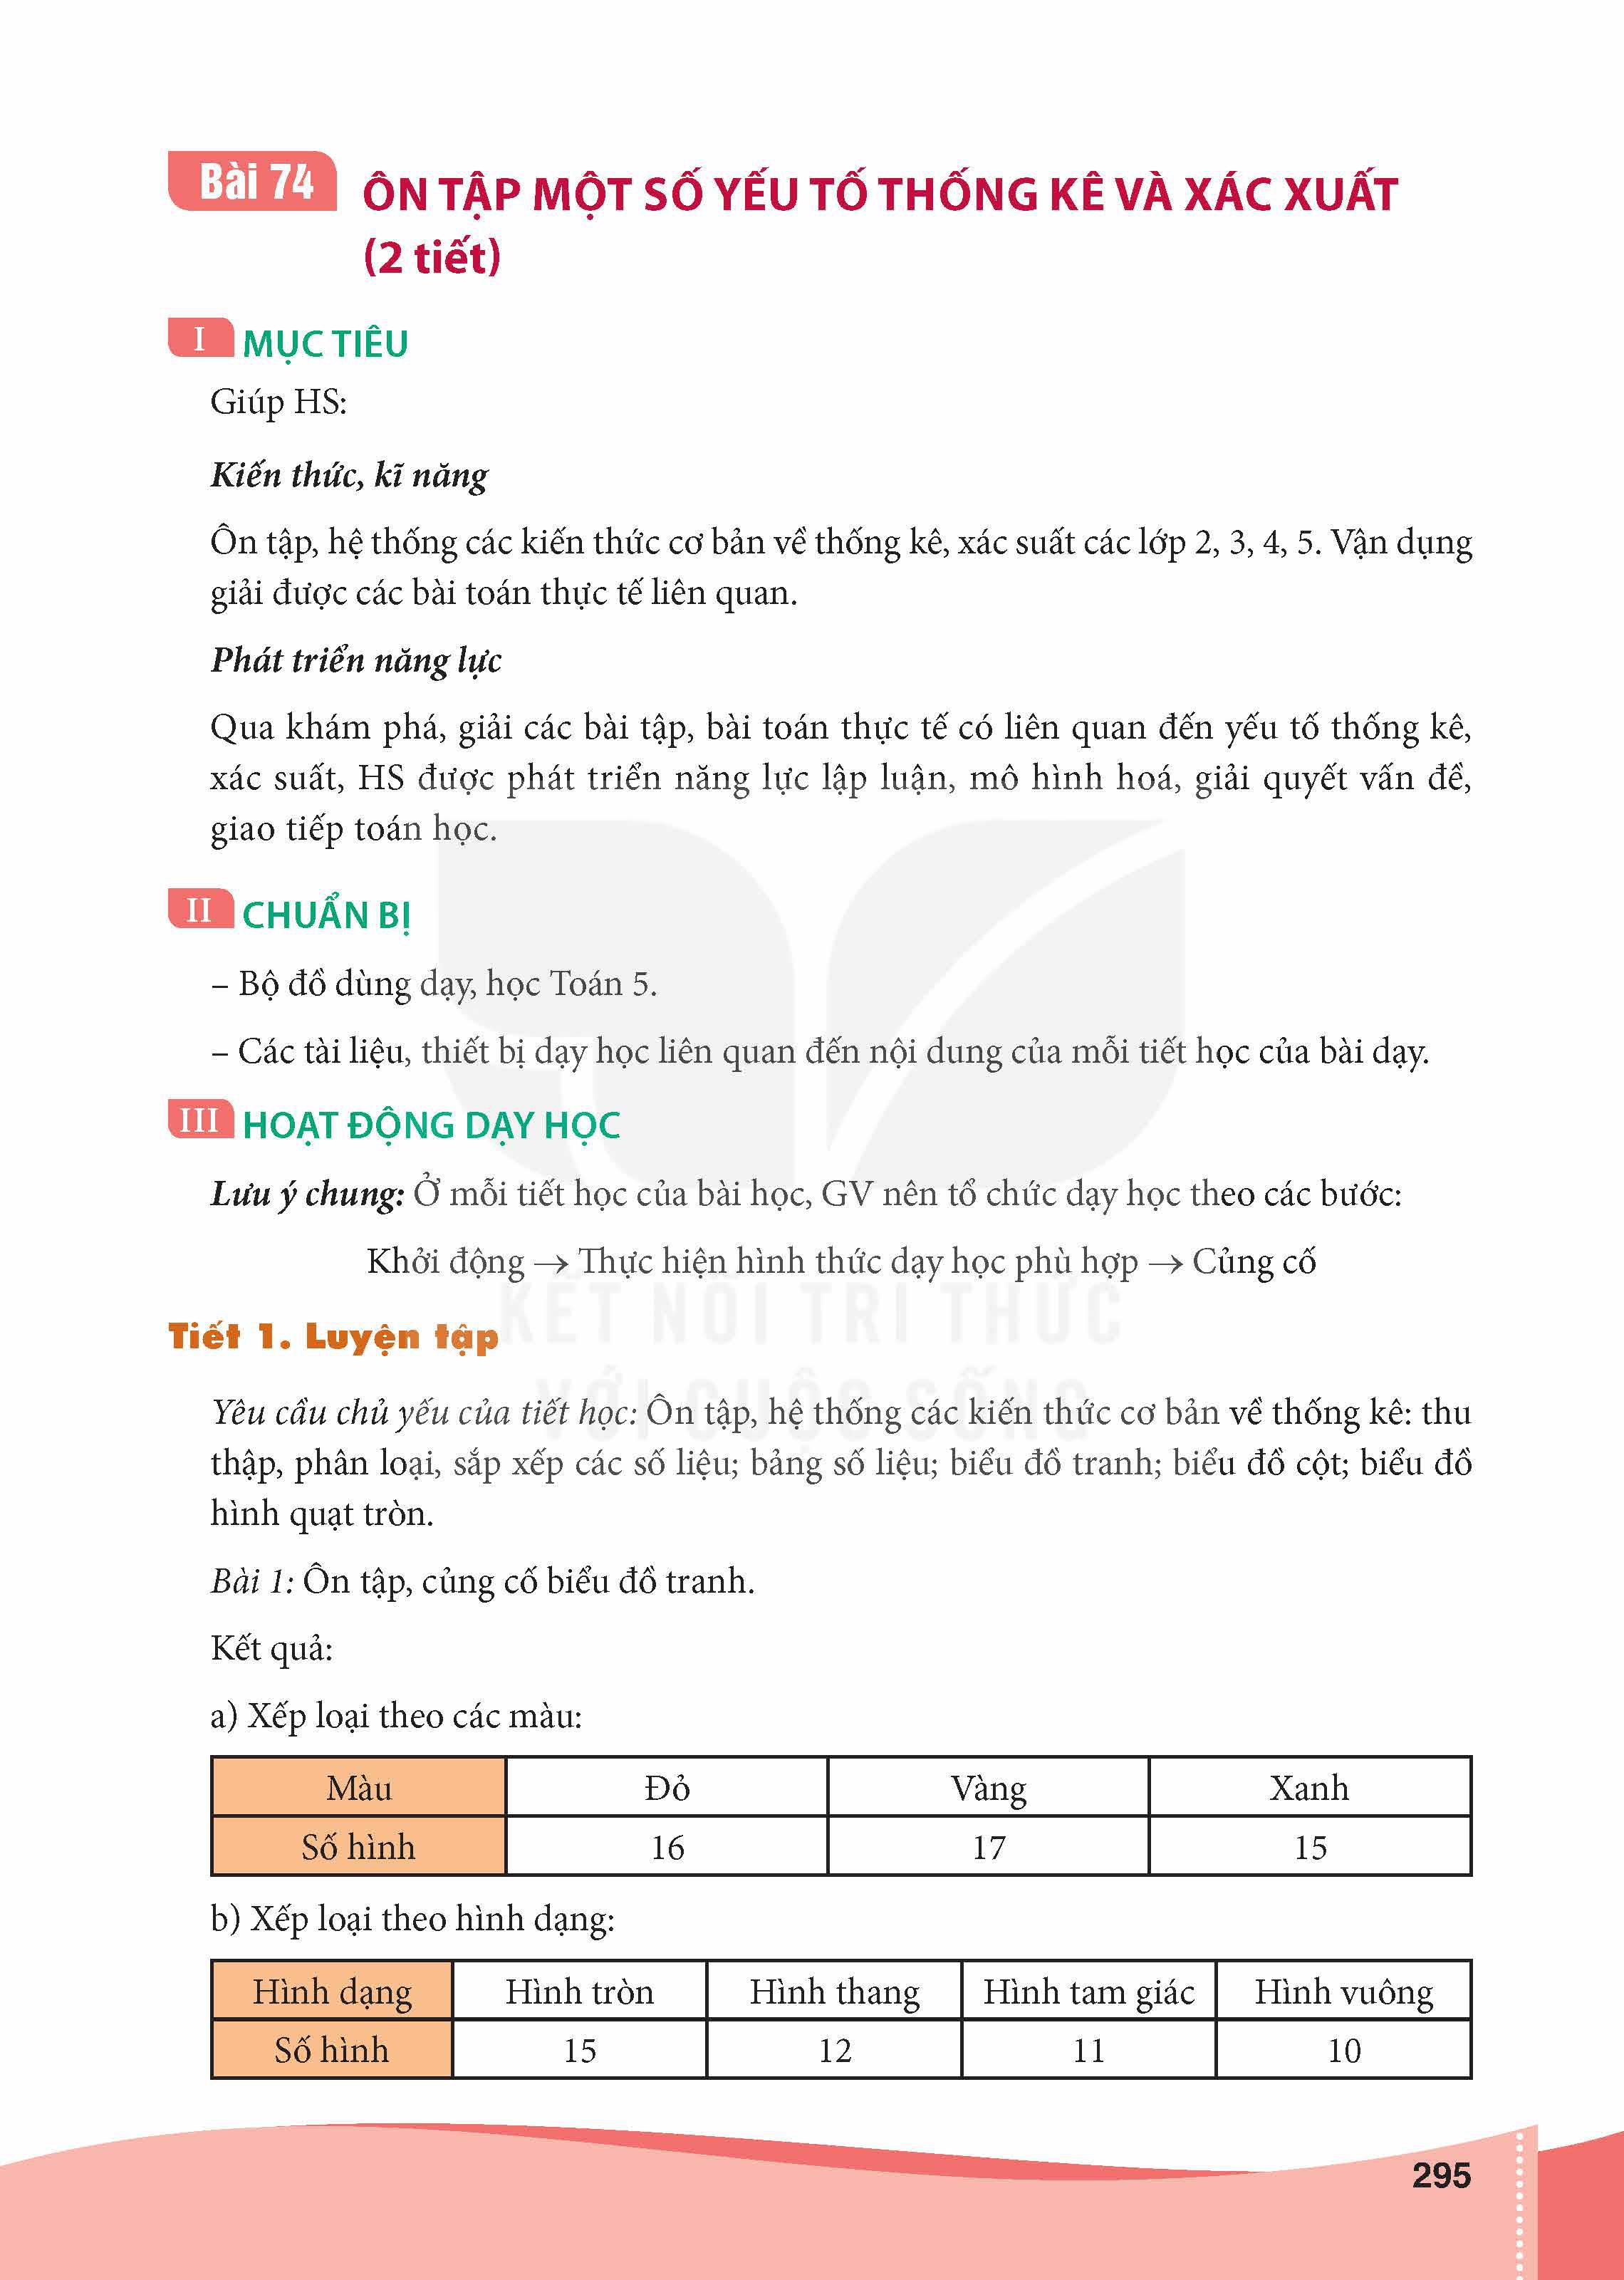 Bài 74
ÔN TẬP MỘT SỐ YẾU TỐ THỐNG KÊ VÀ XÁC XUẤT
(2 tiết)
I MỤC TIÊU
Giúp HS:
Kiến thức, kĩ năng
Ôn tập, hệ thống các kiến thức cơ bản về thống kê, xác suất các lớp 2, 3, 4, 5. Vận dụng
giải được các bài toán thực tế liên quan.
Phát triển năng lực
Qua khám phá, giải các bài tập, bài toán thực tế có liên quan đến yếu tố thống kê,
xác suất, HS được phát triển năng lực lập luận, mô hình hoá, giải quyết vấn đề,
giao tiếp toán học.
II CHUẨN BỊ
– Bộ đồ dùng dạy, học Toán 5.
– Các tài liệu, thiết bị dạy học liên quan đến nội dung của mỗi tiết học của bài dạy.
III HOẠT ĐỘNG DẠY HỌC
Lưu ý chung: Ở mỗi tiết học của bài học, GV nên tổ chức dạy học theo các bước:
Khởi động → Thực hiện hình thức dạy học phù hợp → Củng cố
KẾT NỐI TRI THỨC
Tiết 1. Luyện tập
VỚI CUỘC SỐNG
Yêu cầu chủ yếu của tiết học: Ôn tập, hệ thống các kiến thức cơ bản về thống kê: thu
thập, phân loại, sắp xếp các số liệu; bảng số liệu; biểu đồ tranh; biểu đồ cột; biểu đồ
hình quạt tròn.
Bài 1: Ôn tập, củng cố biểu đồ tranh.
Kết quả:
a) Xếp loại theo các màu:
Màu Đỏ Vàng Xanh
Số hình 16 17 15
b) Xếp loại theo hình dạng:
Hình dạng Hình tròn Hình thang Hình tam giác Hình vuông
Số hình 15 12 11 10
295